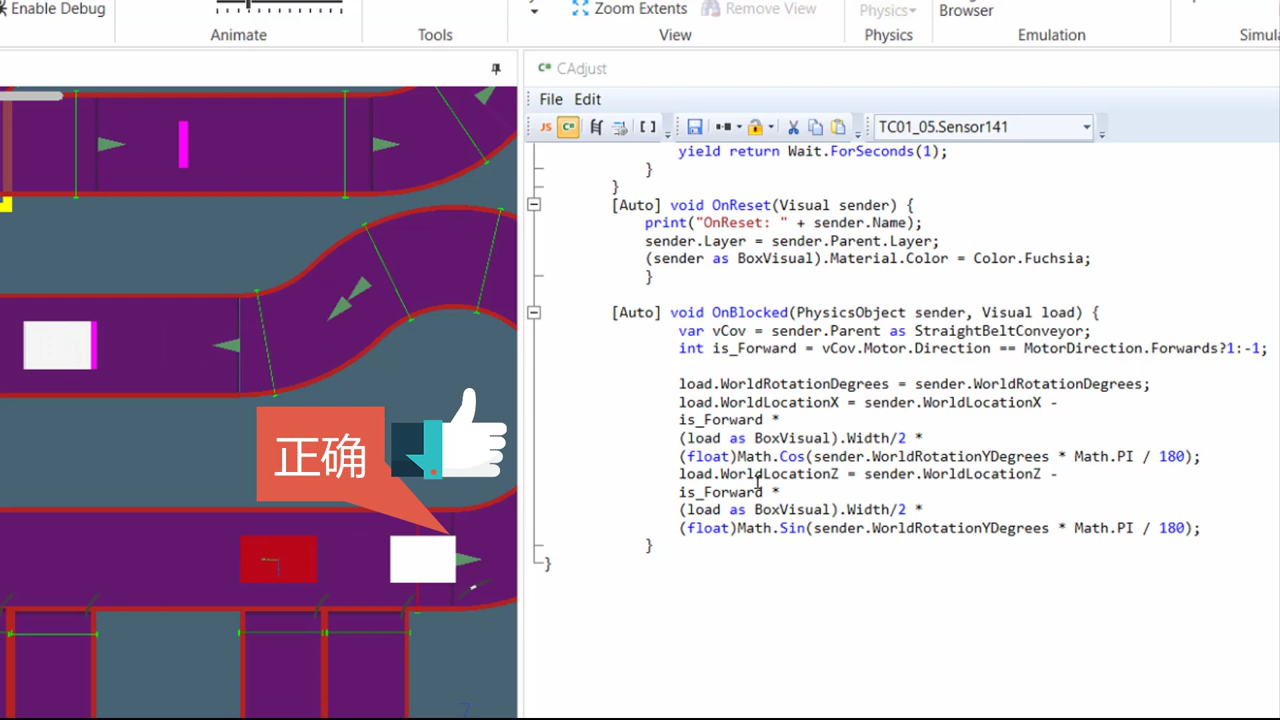 Enable Debug
Zoom Extents
Remove View
Physics
Browser
Animate
Tools
View
Physics
Emulation
CAdjust
File Edit
JS C#
TC01_05.Sensor141
yield return Wait.ForSeconds(1);
}
}
[Auto] void OnReset(Visual sender) {
print("OnReset: " + sender.Name);
sender.Layer = sender.Parent.Layer;
(sender as BoxVisual).Material.Color = Color.Fuchsia;
}
[Auto] void OnBlocked(PhysicsObject sender, Visual load) {
var vCov = sender.Parent as StraightBeltConveyor;
int is_Forward = vCov.Motor.Direction == MotorDirection.Forwards?1:-1;
load.WorldRotationDegrees = sender.WorldRotationDegrees;
load.WorldLocationX = sender.WorldLocationX -
is_Forward *
(load as BoxVisual).Width/2 *
(float)Math.Cos(sender.WorldRotationYDegrees * Math.PI / 180);
load.WorldLocationZ = sender.WorldLocationZ -
is_Forward *
(load as BoxVisual).Width/2 *
(float)Math.Sin(sender.WorldRotationYDegrees * Math.PI / 180);
}
}
正确